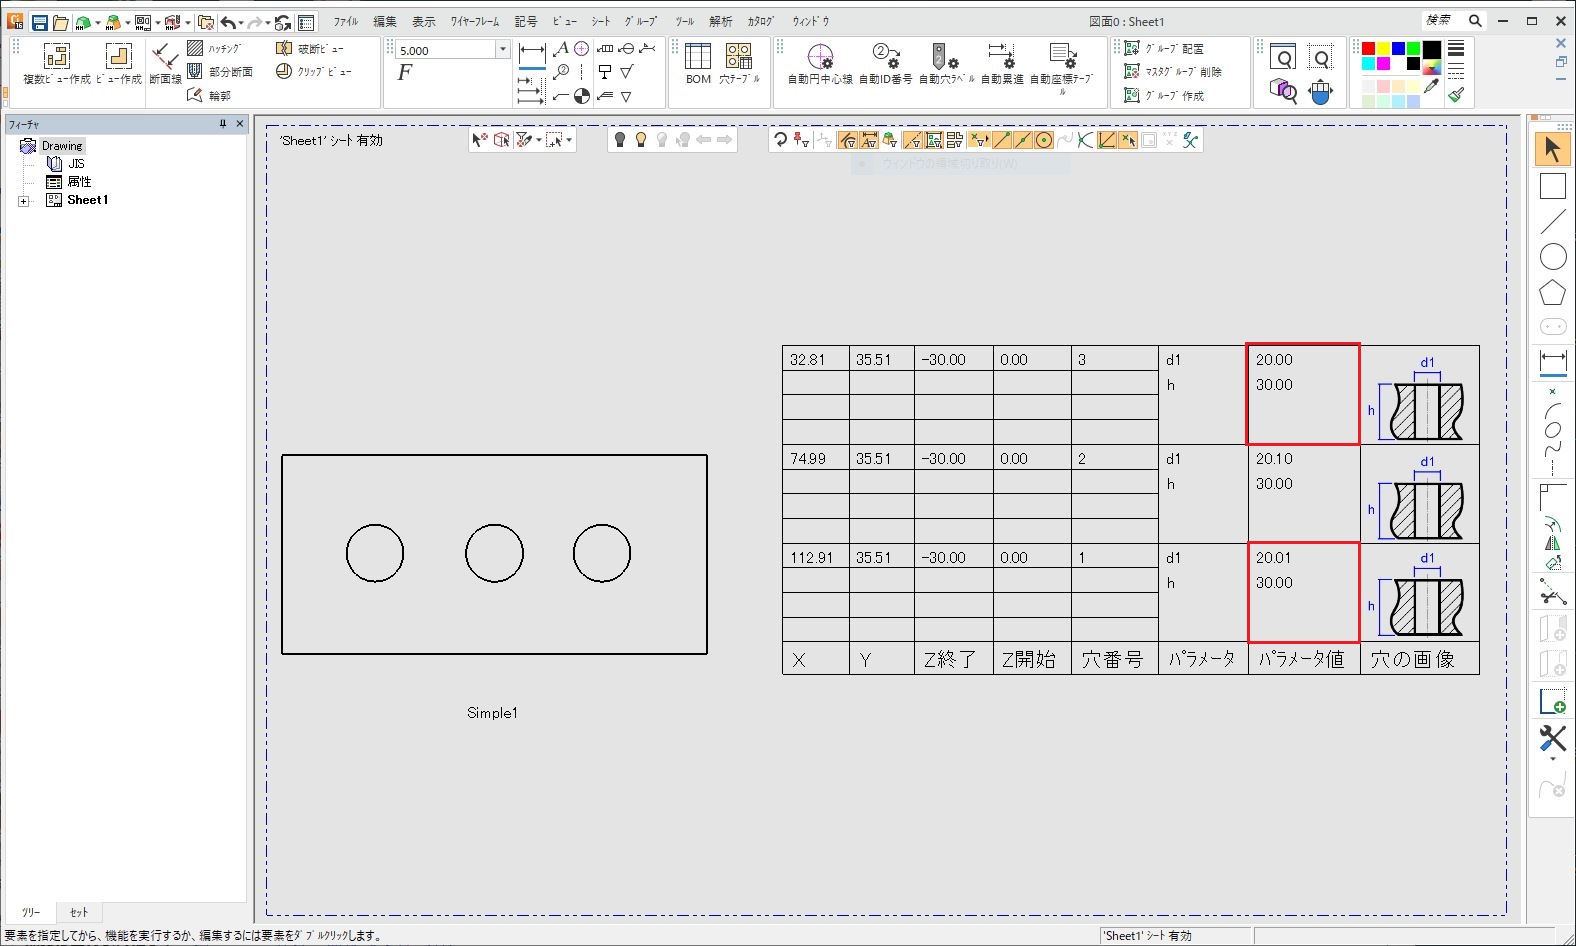 ﾌｧｲﾙ 編集 表示 ﾜｲﾔｰﾌﾚｰﾑ 記号 ﾋﾞｭｰ ｼｰﾄ ｸﾞﾙｰﾌﾟ ﾂｰﾙ 解析 ｶﾀﾛｸﾞ ｳｨﾝﾄﾞｳ
図面0 : Sheet1
検索
複数ﾋﾞｭｰ作成 ﾋﾞｭｰ作成
断面線
ﾊｯﾁﾝｸﾞ
部分断面
輪郭
破断ﾋﾞｭｰ
ｸﾘｯﾌﾟﾋﾞｭｰ
5.000
F
BOM 穴ﾃｰﾌﾞﾙ
自動円中心線 自動ID番号 自動穴ﾗﾍﾞﾙ 自動累進 自動座標ﾃｰﾌﾞﾙ
ｸﾞﾙｰﾌﾟ配置
ﾏｽﾀｸﾞﾙｰﾌﾟ削除
ｸﾞﾙｰﾌﾟ作成
ﾌｨｰﾁｬ
Drawing
JIS
属性
Sheet1
'Sheet1' ｼｰﾄ 有効
ウィンドウの領域切り取り(W)
32.81 35.51 -30.00 0.00 3 d1 20.00 d1
h 30.00 h
74.99 35.51 -30.00 0.00 2 d1 20.10 d1
h 30.00 h
112.91 35.51 -30.00 0.00 1 d1 20.01 d1
h 30.00 h
X Y Z終了 Z開始 穴番号 ﾊﾟﾗﾒｰﾀ ﾊﾟﾗﾒｰﾀ値 穴の画像
Simple1
ﾂﾘｰ ｾｯﾄ
要素を指定してから、機能を実行するか、編集するには要素をﾀﾞﾌﾞﾙｸﾘｯｸします。
'Sheet1' ｼｰﾄ 有効